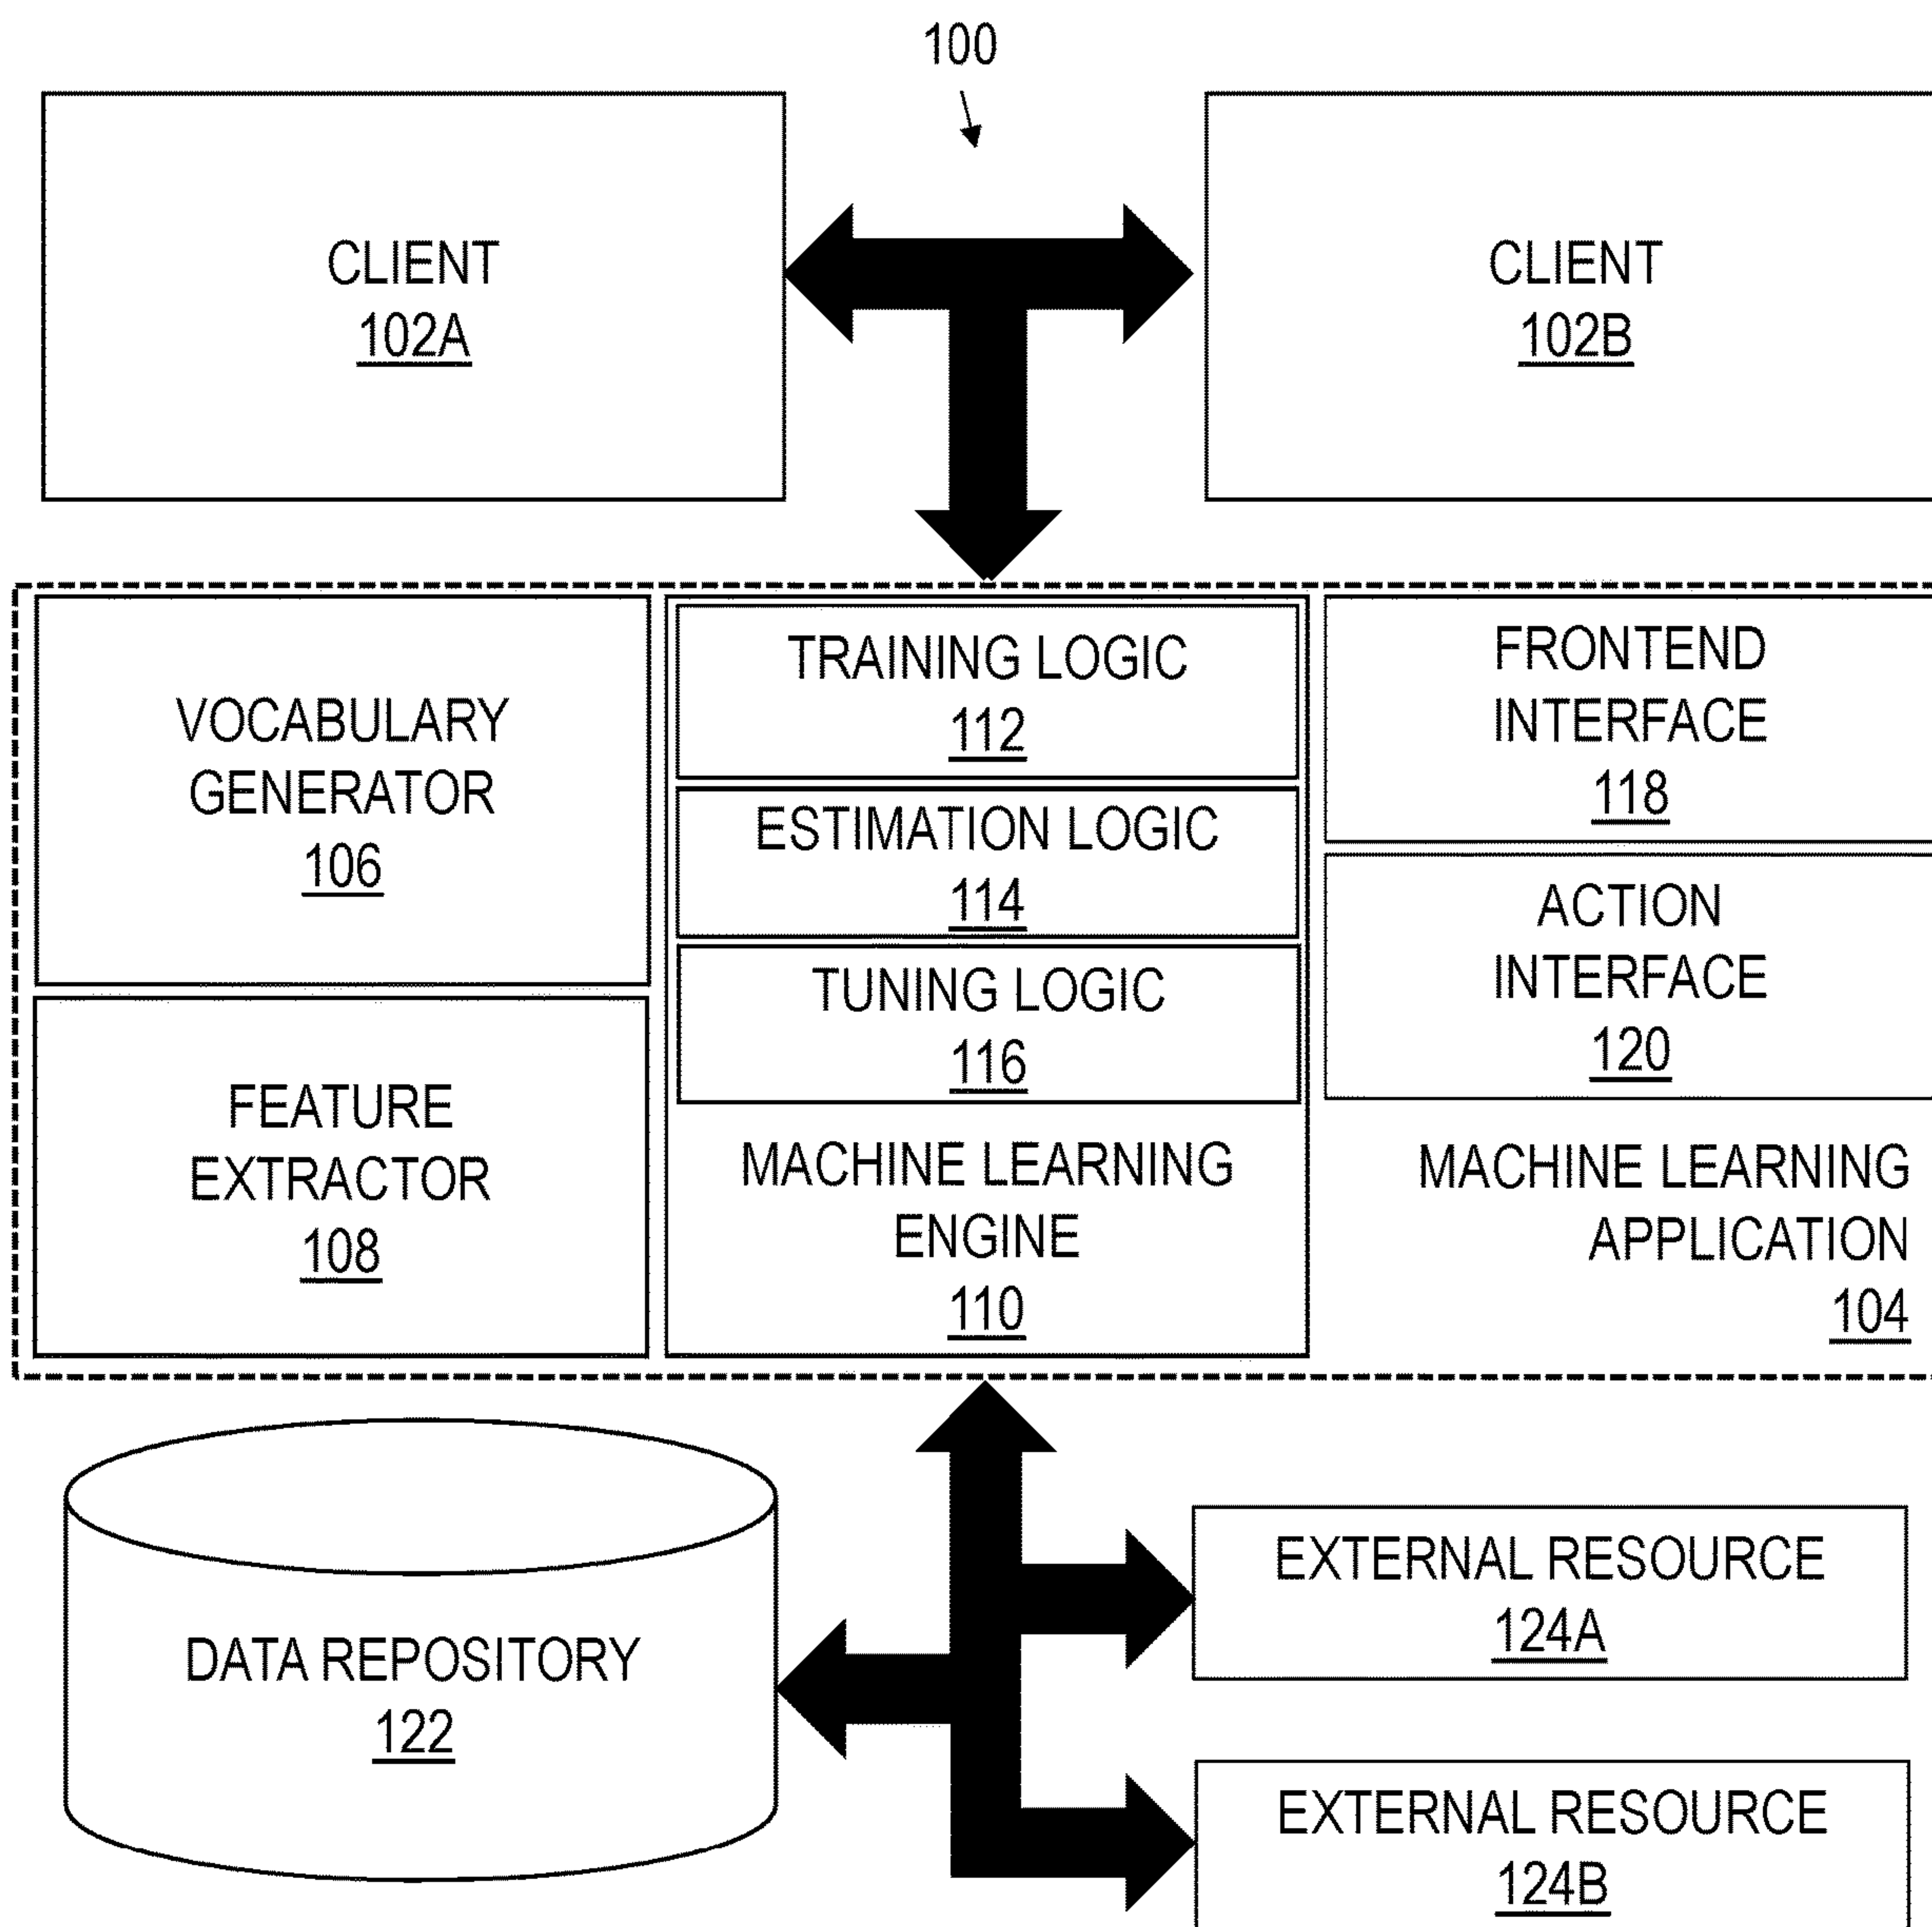 100
CLIENT
102A
CLIENT
102B
VOCABULARY
GENERATOR
106
FEATURE
EXTRACTOR
108
TRAINING LOGIC
112
ESTIMATION LOGIC
114
TUNING LOGIC
116
MACHINE LEARNING
ENGINE
110
FRONTEND
INTERFACE
118
ACTION
INTERFACE
120
MACHINE LEARNING
APPLICATION
104
DATA REPOSITORY
122
EXTERNAL RESOURCE
124A
EXTERNAL RESOURCE
124B